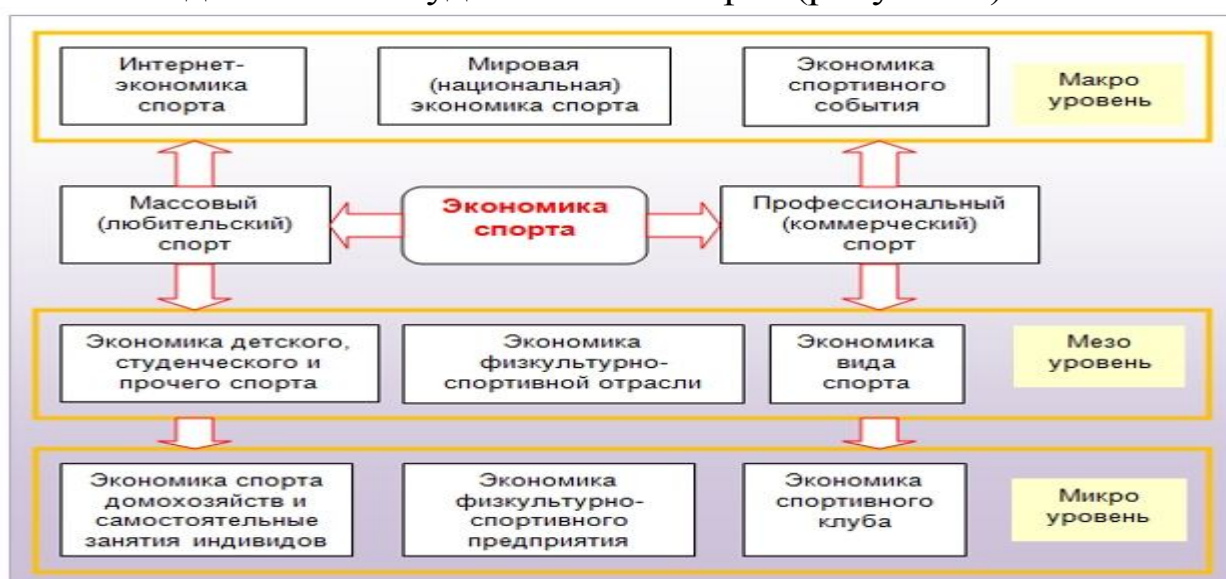 Интернет-
экономика
спорта
Мировая
(национальная)
экономика спорта
Экономика
спортивного
события
Макро
уровень
Массовый
(любительский)
спорт
Экономика
спорта
Профессиональный
(коммерческий)
спорт
Экономика детского,
студенческого и
прочего спорта
Экономика
физкультурно-
спортивной отрасли
Экономика
вида
спорта
Мезо
уровень
Экономика спорта
домохозяйств и
самостоятельные
занятия индивидов
Экономика
физкультурно-
спортивного
предприятия
Экономика
спортивного
клуба
Микро
уровень